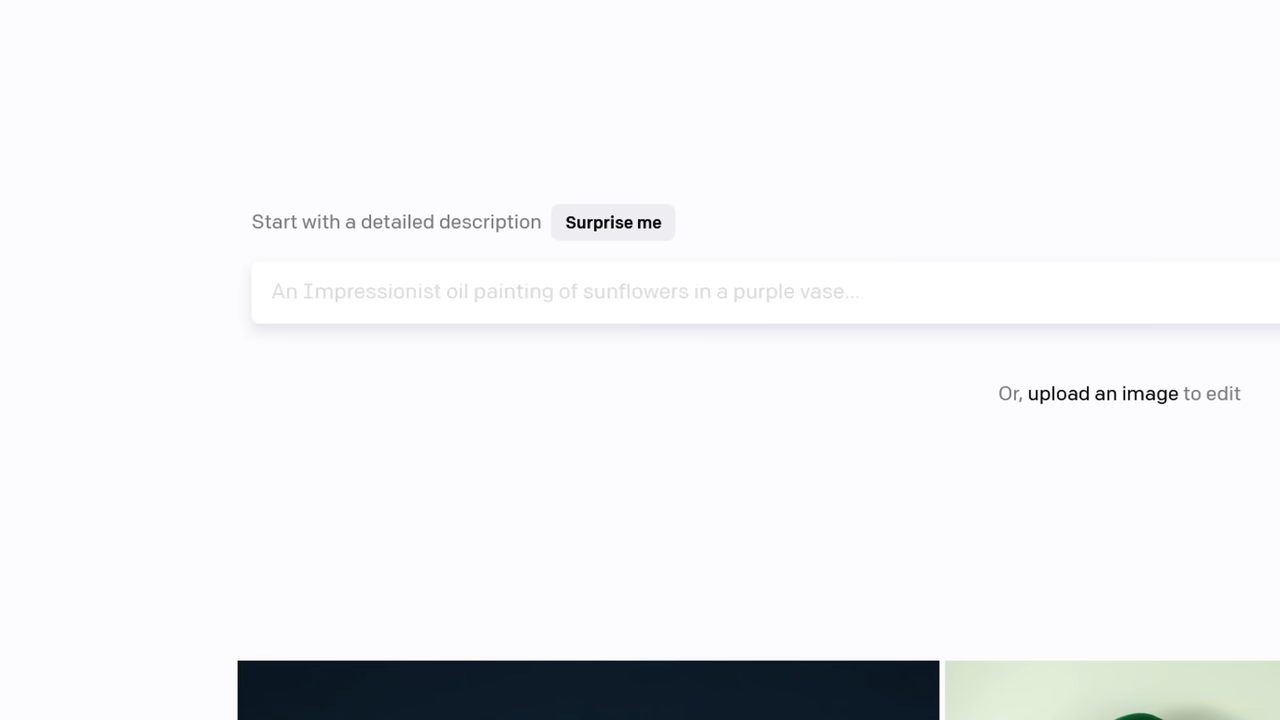 Start with a detailed description Surprise me
An Impressionist oil painting of sunflowers in a purple vase...
Or, upload an image to edit